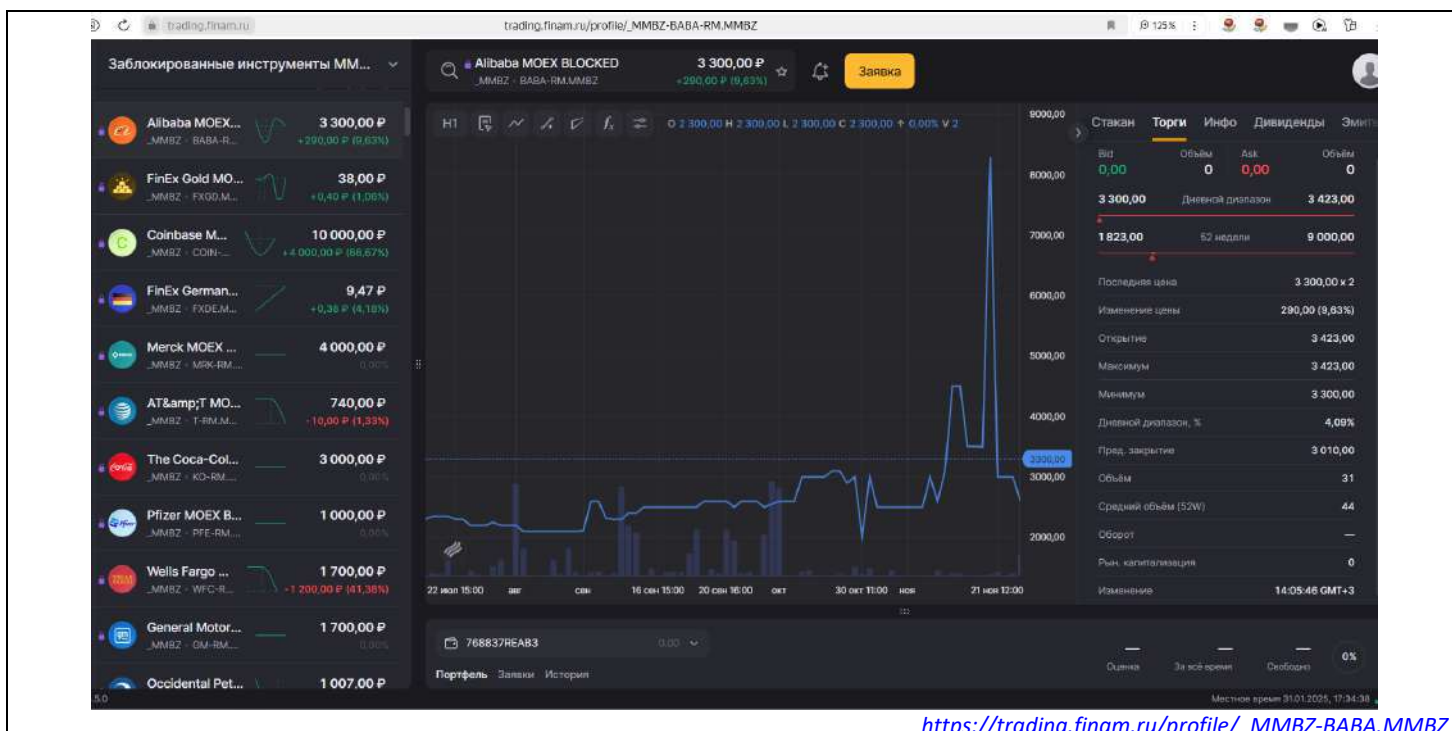 trading.finam.ru
trading.finam.ru/profile/_MMBZ-BABA-RM.MMBZ
125 %
Заблокированные инструменты MM...
Alibaba MOEX BLOCKED
_MMBZ · BABA-RM.MMBZ
3 300,00 ₽
+290,00 ₽ (9,63%)
Заявка
Alibaba MOEX...
_MMBZ · BABA-R...
3 300,00 ₽
+290,00 ₽ (9,63%)
FinEx Gold MO...
_MMBZ · FXGD.M...
38,00 ₽
+0,40 ₽ (1,06%)
Coinbase M...
_MMBZ · COIN-...
10 000,00 ₽
+4 000,00 ₽ (66,67%)
FinEx German...
_MMBZ · FXDE.M...
9,47 ₽
+0,38 ₽ (4,18%)
Merck MOEX ...
_MMBZ · MRK-RM...
4 000,00 ₽
0,00%
AT&amp;T MO...
_MMBZ · T-RM.M...
740,00 ₽
-10,00 ₽ (1,33%)
The Coca-Col...
_MMBZ · KO-RM....
3 000,00 ₽
0,00%
Pfizer MOEX B...
_MMBZ · PFE-RM....
1 000,00 ₽
0,00%
Wells Fargo ...
_MMBZ · WFC-R...
1 700,00 ₽
-1 200,00 ₽ (41,38%)
General Motor...
_MMBZ · GM-RM....
1 700,00 ₽
0,00%
Occidental Pet...
1 007,00 ₽
5.0
H1
O 2 300,00 H 2 300,00 L 2 300,00 C 2 300,00 ↑ 0,00% V 2
9000,00
8000,00
7000,00
6000,00
5000,00
4000,00
3300,00
3000,00
2000,00
22 июл 15:00 авг сен 16 сен 15:00 20 сен 16:00 окт 30 окт 11:00 ноя 21 ноя 12:00
768837REAB3 0,00
Портфель Заявки История
Стакан Торги Инфо Дивиденды Эмит
Bid Объём Ask Объём
0,00 0 0,00 0
3 300,00 Дневной диапазон 3 423,00
1 823,00 52 недели 9 000,00
Последняя цена 3 300,00 x 2
Изменение цены 290,00 (9,63%)
Открытие 3 423,00
Максимум 3 423,00
Минимум 3 300,00
Дневной диапазон, % 4,09%
Пред. закрытие 3 010,00
Объём 31
Средний объём (52W) 44
Оборот —
Рын. капитализация 0
Изменение 14:05:46 GMT+3
— — — 0%
Оценка За всё время Свободно
Местное время 31.01.2025, 17:34:38
https://trading.finam.ru/profile/_MMBZ-BABA.MMBZ